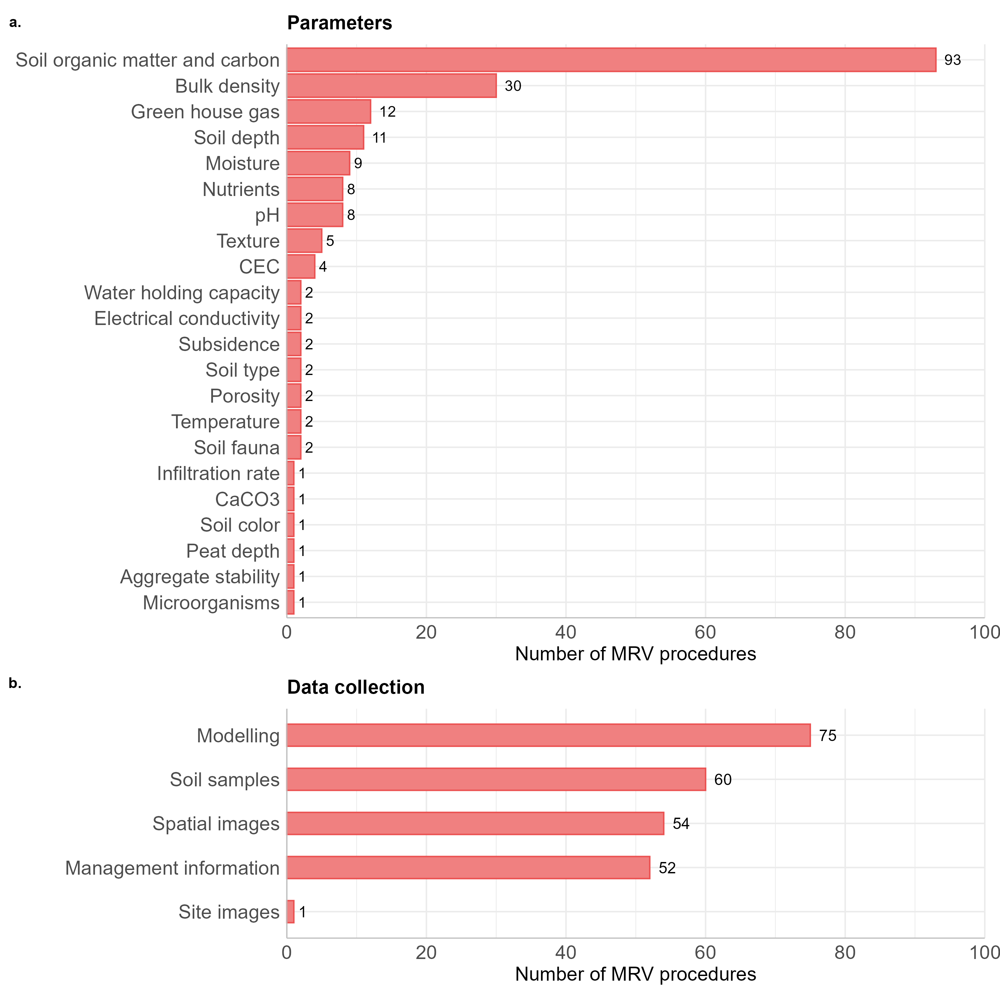 a.
Parameters
Soil organic matter and carbon 93
Bulk density 30
Green house gas 12
Soil depth 11
Moisture 9
Nutrients 8
pH 8
Texture 5
CEC 4
Water holding capacity 2
Electrical conductivity 2
Subsidence 2
Soil type 2
Porosity 2
Temperature 2
Soil fauna 2
Infiltration rate 1
CaCO3 1
Soil color 1
Peat depth 1
Aggregate stability 1
Microorganisms 1
0 20 40 60 80 100
Number of MRV procedures
b.
Data collection
Modelling 75
Soil samples 60
Spatial images 54
Management information 52
Site images 1
0 20 40 60 80 100
Number of MRV procedures